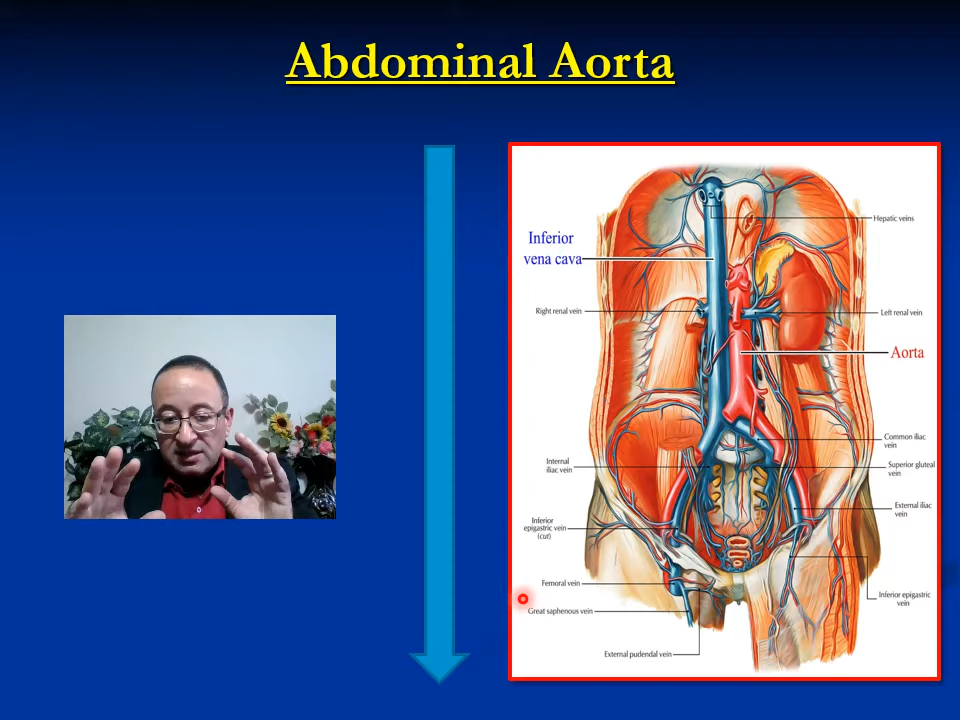 Abdominal Aorta
Hepatic veins
Inferior
vena cava
Right renal vein
Left renal vein
Aorta
Common iliac
vein
Internal
iliac vein
Superior gluteal
vein
External iliac
vein
Inferior
epigastric vein
(cut)
Femoral vein
Inferior epigastric
vein
Great saphenous vein
External pudendal vein